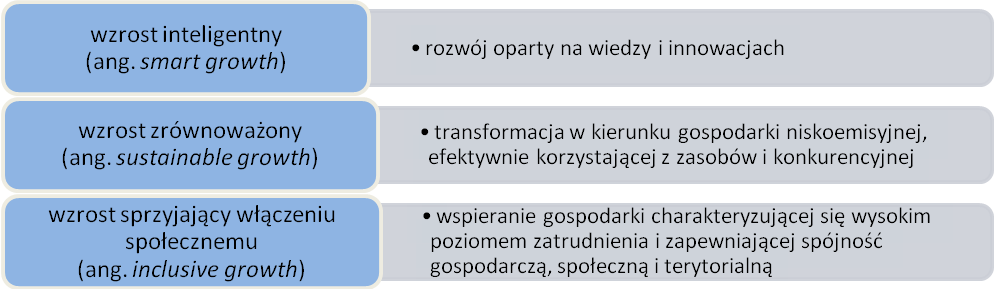 wzrost inteligentny
(ang. smart growth)
• rozwój oparty na wiedzy i innowacjach
wzrost zrównoważony
(ang. sustainable growth)
• transformacja w kierunku gospodarki niskoemisyjnej,
efektywnie korzystającej z zasobów i konkurencyjnej
wzrost sprzyjający włączeniu
społecznemu
(ang. inclusive growth)
• wspieranie gospodarki charakteryzującej się wysokim
poziomem zatrudnienia i zapewniającej spójność
gospodarczą, społeczną i terytorialną